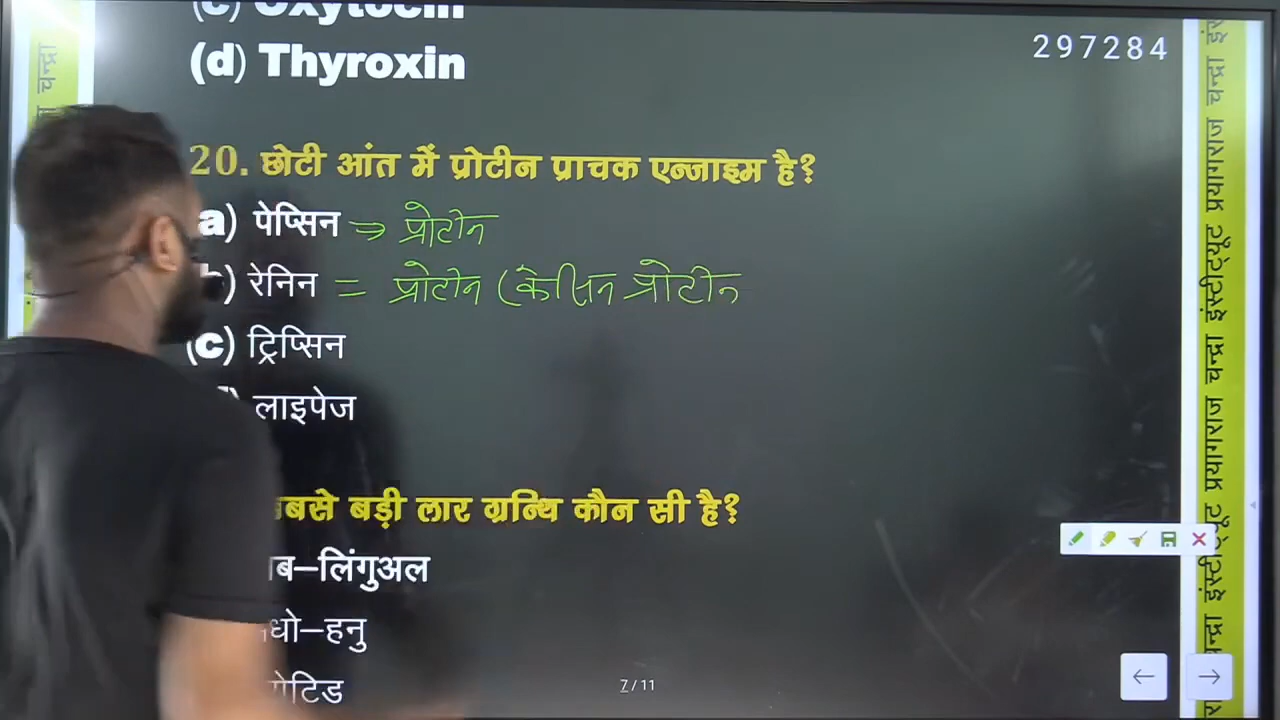 (c) Oxytocin
(d) Thyroxin
297284
20. छोटी आंत में प्रोटीन प्राचक एन्जाइम है?
a) पेप्सिन ⇒ प्रोटीन
b) रेनिन = प्रोटीन (केसिन प्रोटीन
(c) ट्रिप्सिन
लाइपेज
बसे बड़ी लार ग्रन्थि कौन सी है?
ब–लिंगुअल
धो–हनु
रोटिड
7/11
चन्द्रा इंस्टीट्यूट प्रयागराज चन्द्रा इंस्टीट्यूट प्रयागराज
चन्द्रा